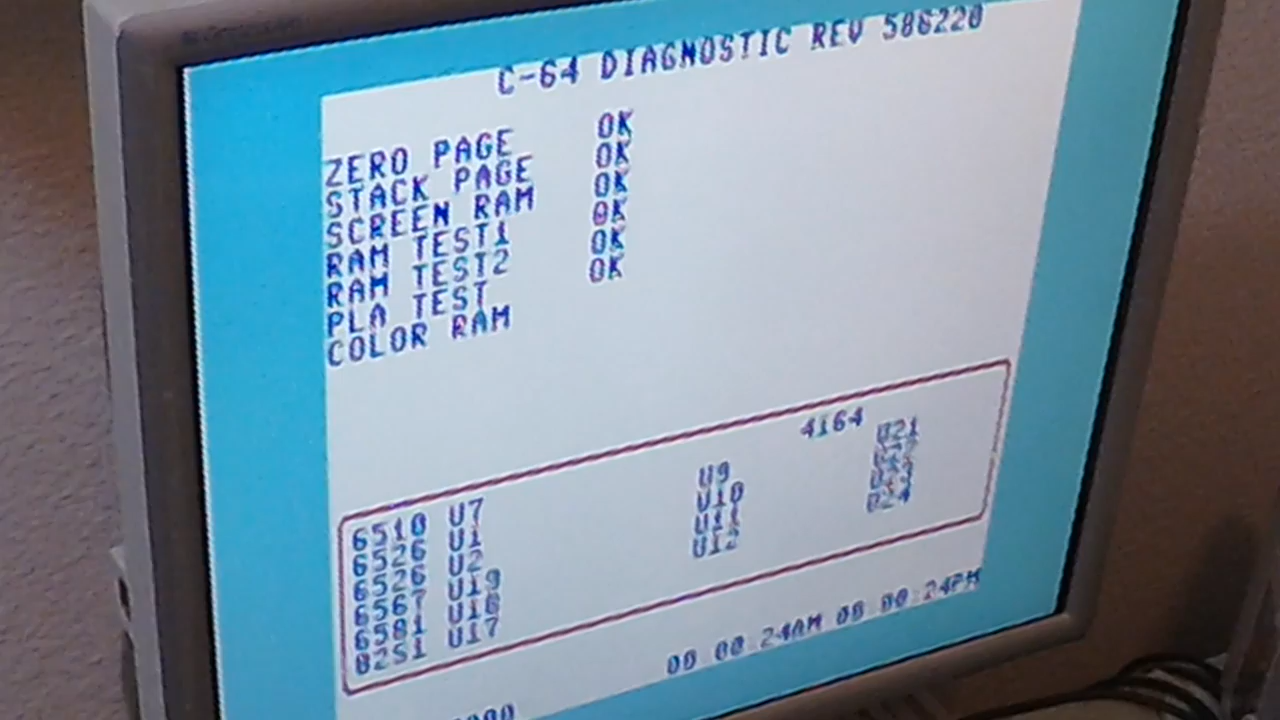 C-64 DIAGNOSTIC REV 586220
ZERO PAGE OK
STACK PAGE OK
SCREEN RAM OK
RAM TEST1 OK
RAM TEST2 OK
PLA TEST OK
COLOR RAM
6510 U7 4164
6526 U1 U9 U21
6526 U2 U10
6567 U19 U11
6581 U18 U12 U24
82S1 U17
00 00 24AM 00 00 24PM